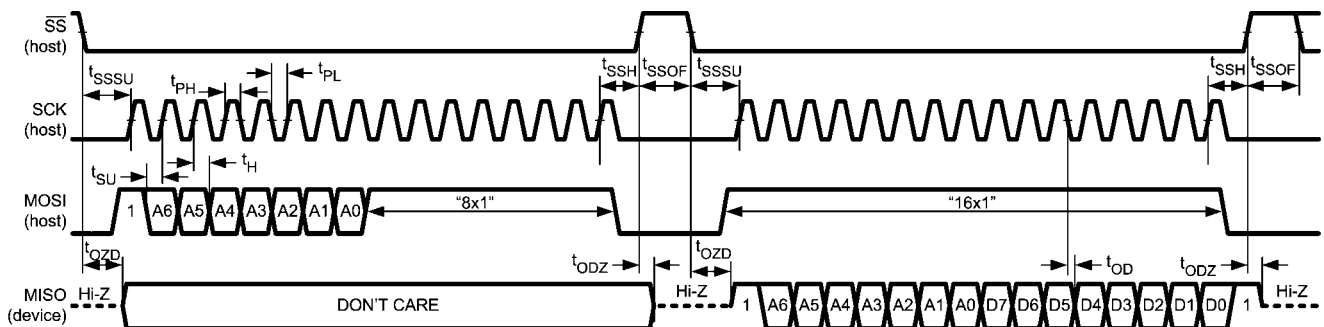 SS
(host)
tSSSU
tPH
tPL
tSSH
tSSOF
tSSSU
tSSH
tSSOF
SCK
(host)
tSU
tH
MOSI
(host)
1 A6 A5 A4 A3 A2 A1 A0 "8x1"
"16x1"
tOZD
tODZ
tOZD
tOD
tODZ
MISO
(device)
Hi-Z
DON'T CARE
Hi-Z
1 A6 A5 A4 A3 A2 A1 A0 D7 D6 D5 D4 D3 D2 D1 D0 1
Hi-Z